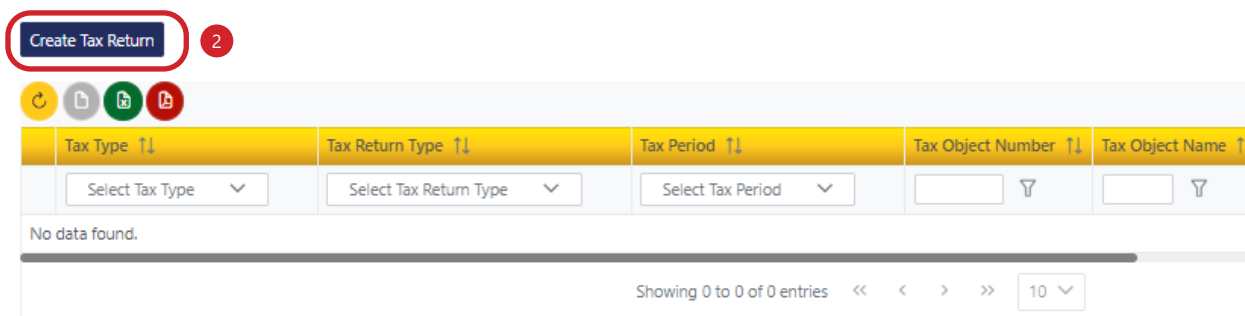 Create Tax Return 2
Tax Type Tax Return Type Tax Period Tax Object Number Tax Object Name
Select Tax Type Select Tax Return Type Select Tax Period
No data found.
Showing 0 to 0 of 0 entries << < > >> 10